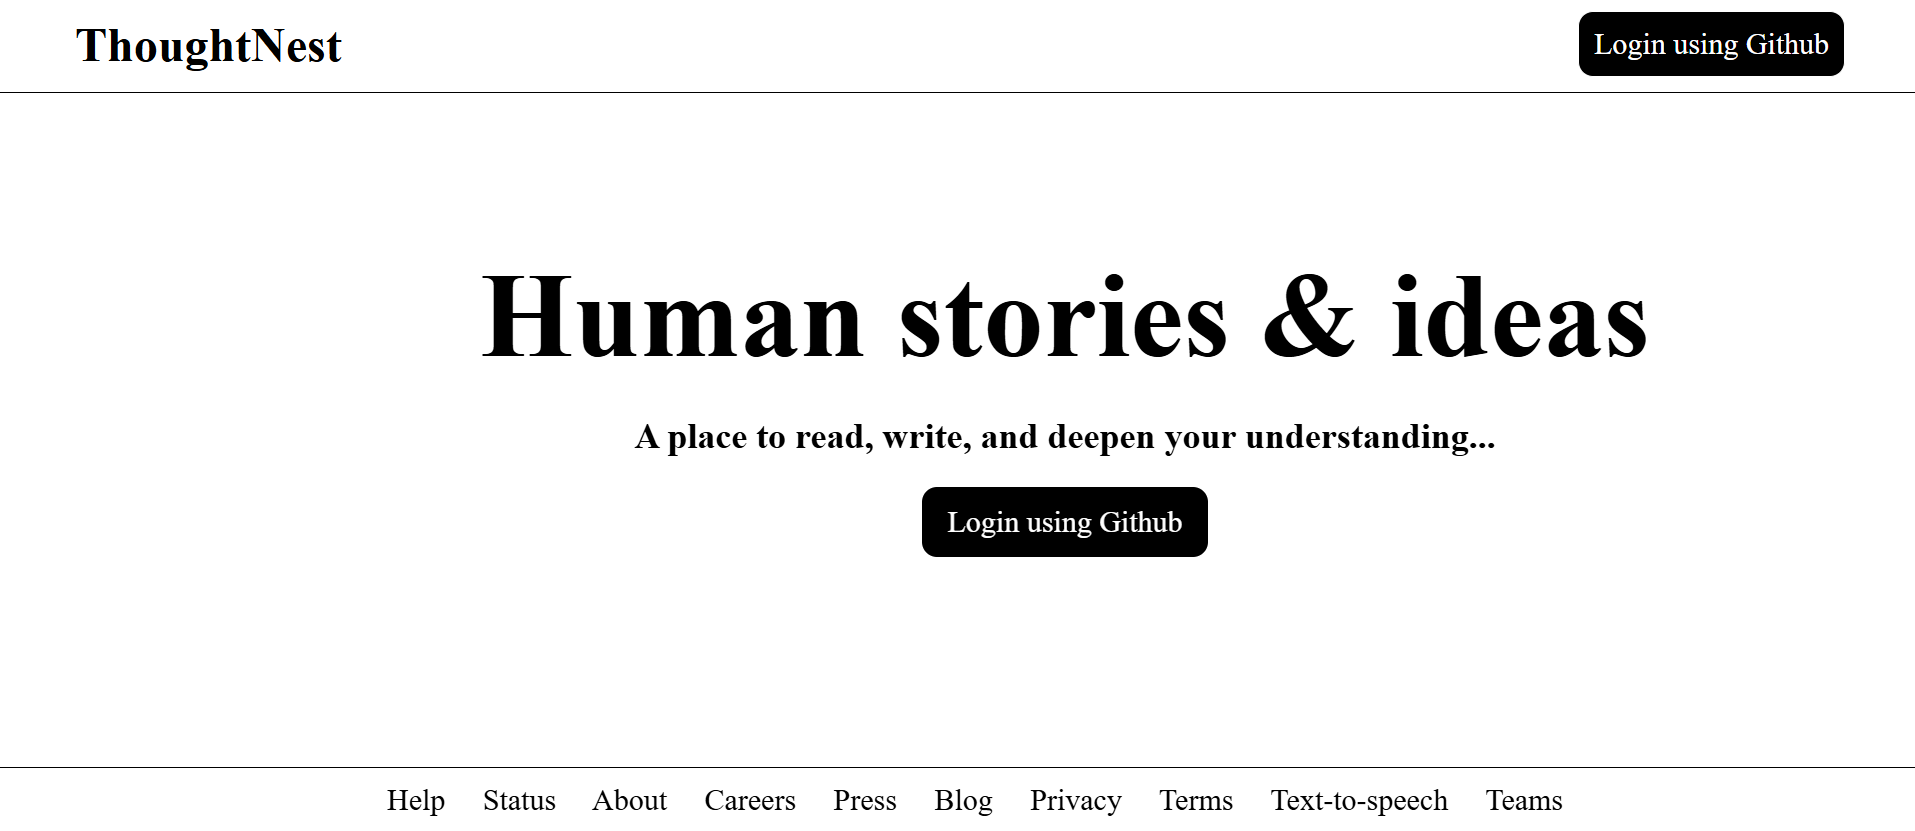 ThoughtNest
Login using Github
Human stories & ideas
A place to read, write, and deepen your understanding...
Login using Github
Help Status About Careers Press Blog Privacy Terms Text-to-speech Teams